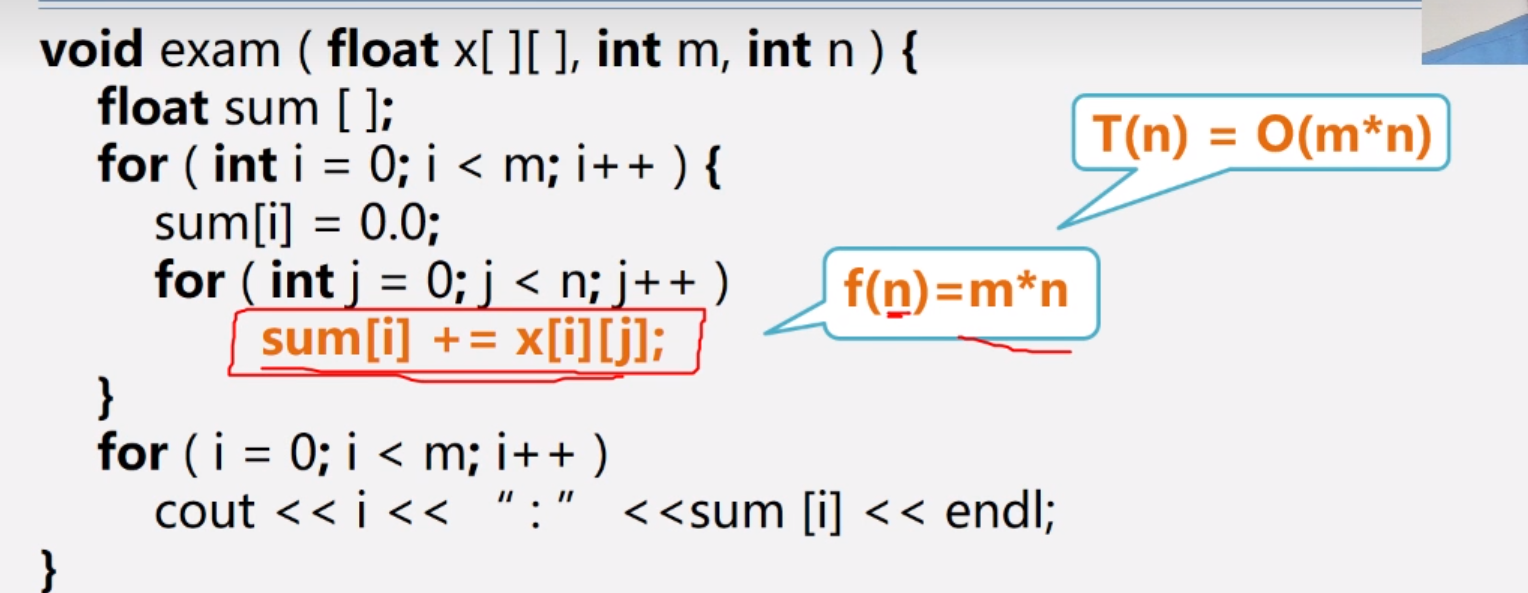 void exam ( float x[ ][ ], int m, int n ) {
float sum [ ];
for ( int i = 0; i < m; i++ ) {
sum[i] = 0.0;
for ( int j = 0; j < n; j++ )
sum[i] += x[i][j];
}
for ( i = 0; i < m; i++ )
cout << i << “ : ” <<sum [i] << endl;
}
T(n) = O(m*n)
f(n)=m*n